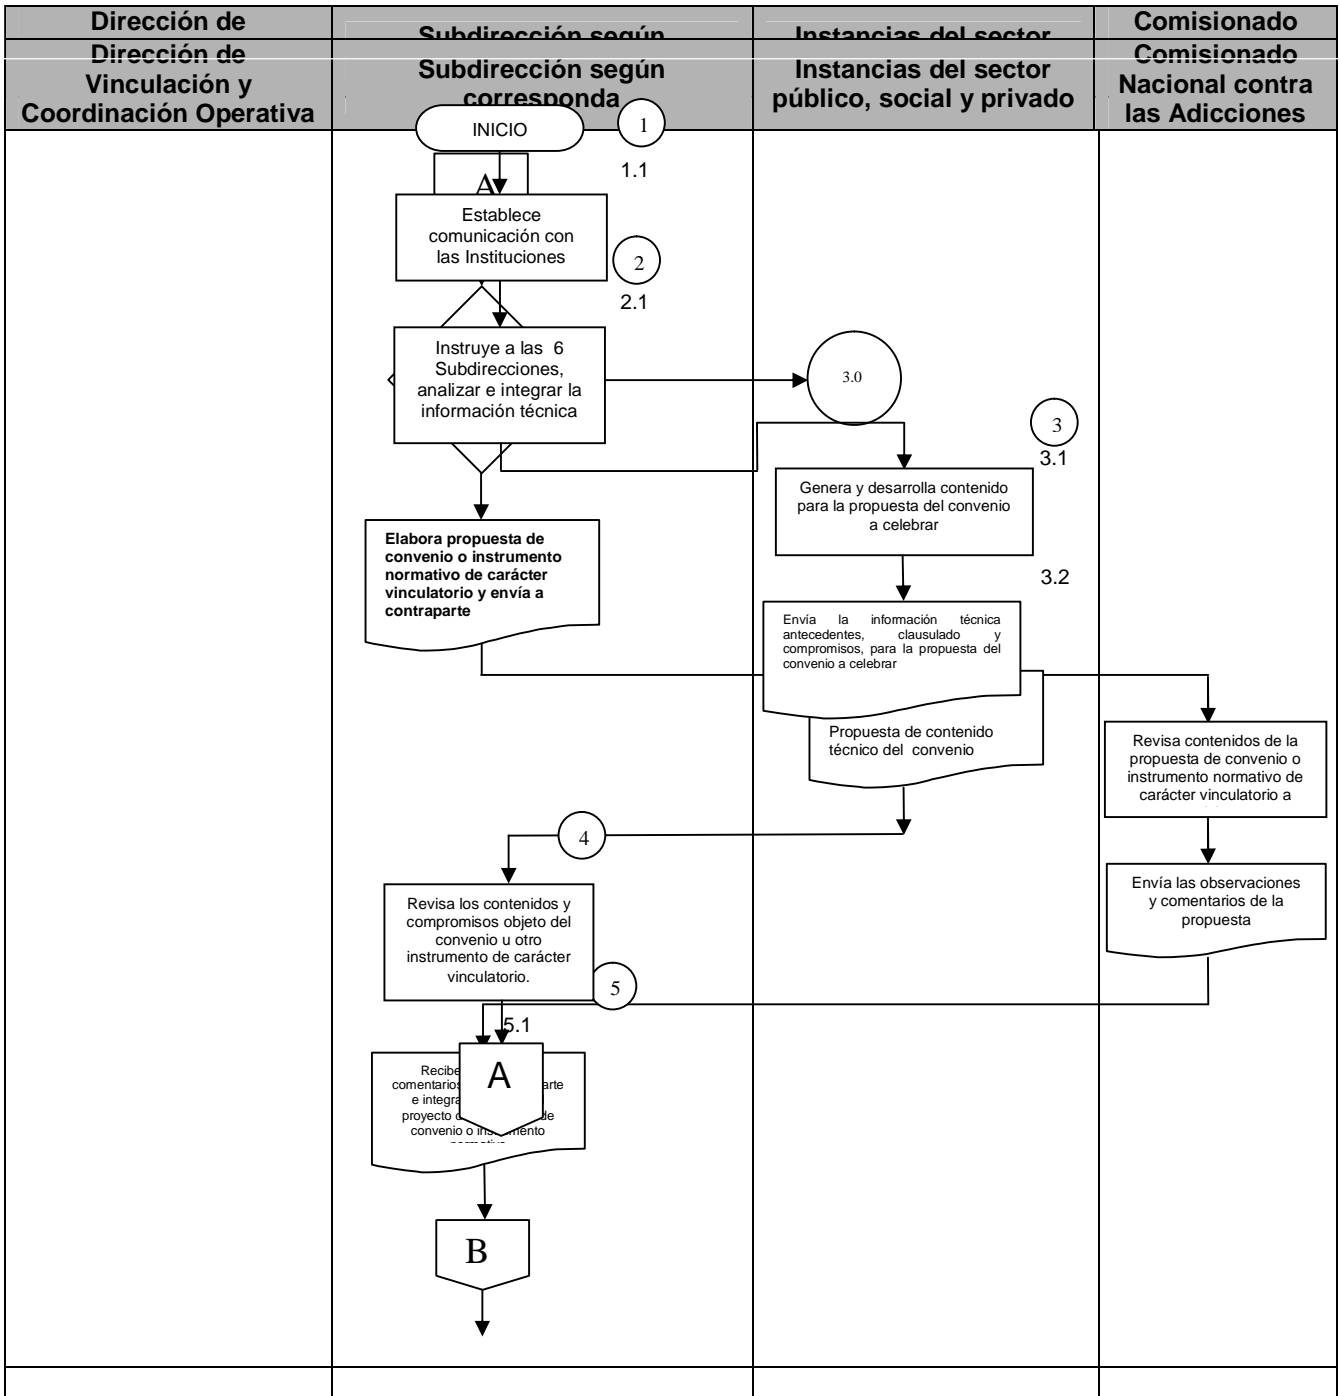 Dirección de
Subdirección según
Instancias del sector
Comisionado
Dirección de
Vinculación y
Coordinación Operativa
Subdirección según
corresponda
Instancias del sector
público, social y privado
Comisionado
Nacional contra
las Adicciones
INICIO
1
1.1
A
Establece
comunicación con
las Instituciones
2
2.1
Instruye a las 6
Subdirecciones,
analizar e integrar la
información técnica
3.0
3
3.1
Genera y desarrolla contenido
para la propuesta del convenio
a celebrar
Elabora propuesta de
convenio o instrumento
normativo de carácter
vinculatorio y envía a
contraparte
3.2
Envía la información técnica
antecedentes, clausulado y
compromisos, para la propuesta del
convenio a celebrar
Propuesta de contenido
técnico del convenio
Revisa contenidos de la
propuesta de convenio o
instrumento normativo de
carácter vinculatorio a
4
Envía las observaciones
y comentarios de la
propuesta
Revisa los contenidos y
compromisos objeto del
convenio u otro
instrumento de carácter
vinculatorio.
5
5.1
A
Recibe
comentarios
e integra
proyecto de
convenio o instrumento
B